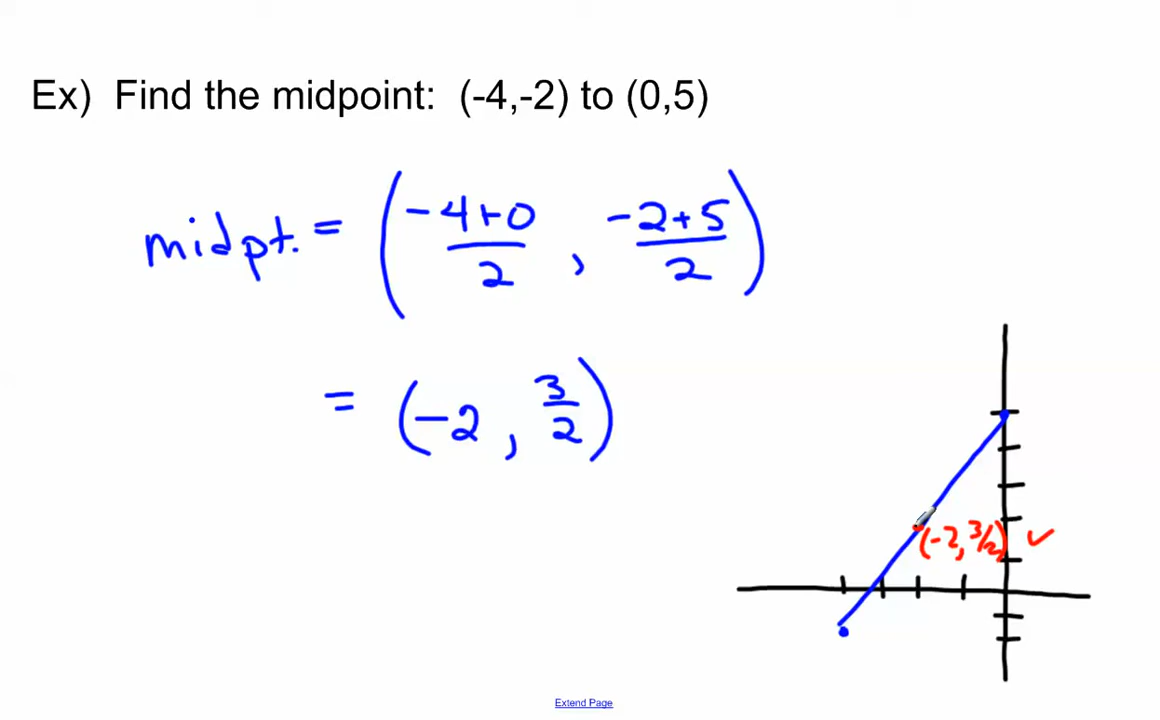 Ex) Find the midpoint: (-4,-2) to (0,5)
midpt. = (-4+0/2, -2+5/2)
= (-2, 3/2)
(-2, 3/2) ✓
Extend Page